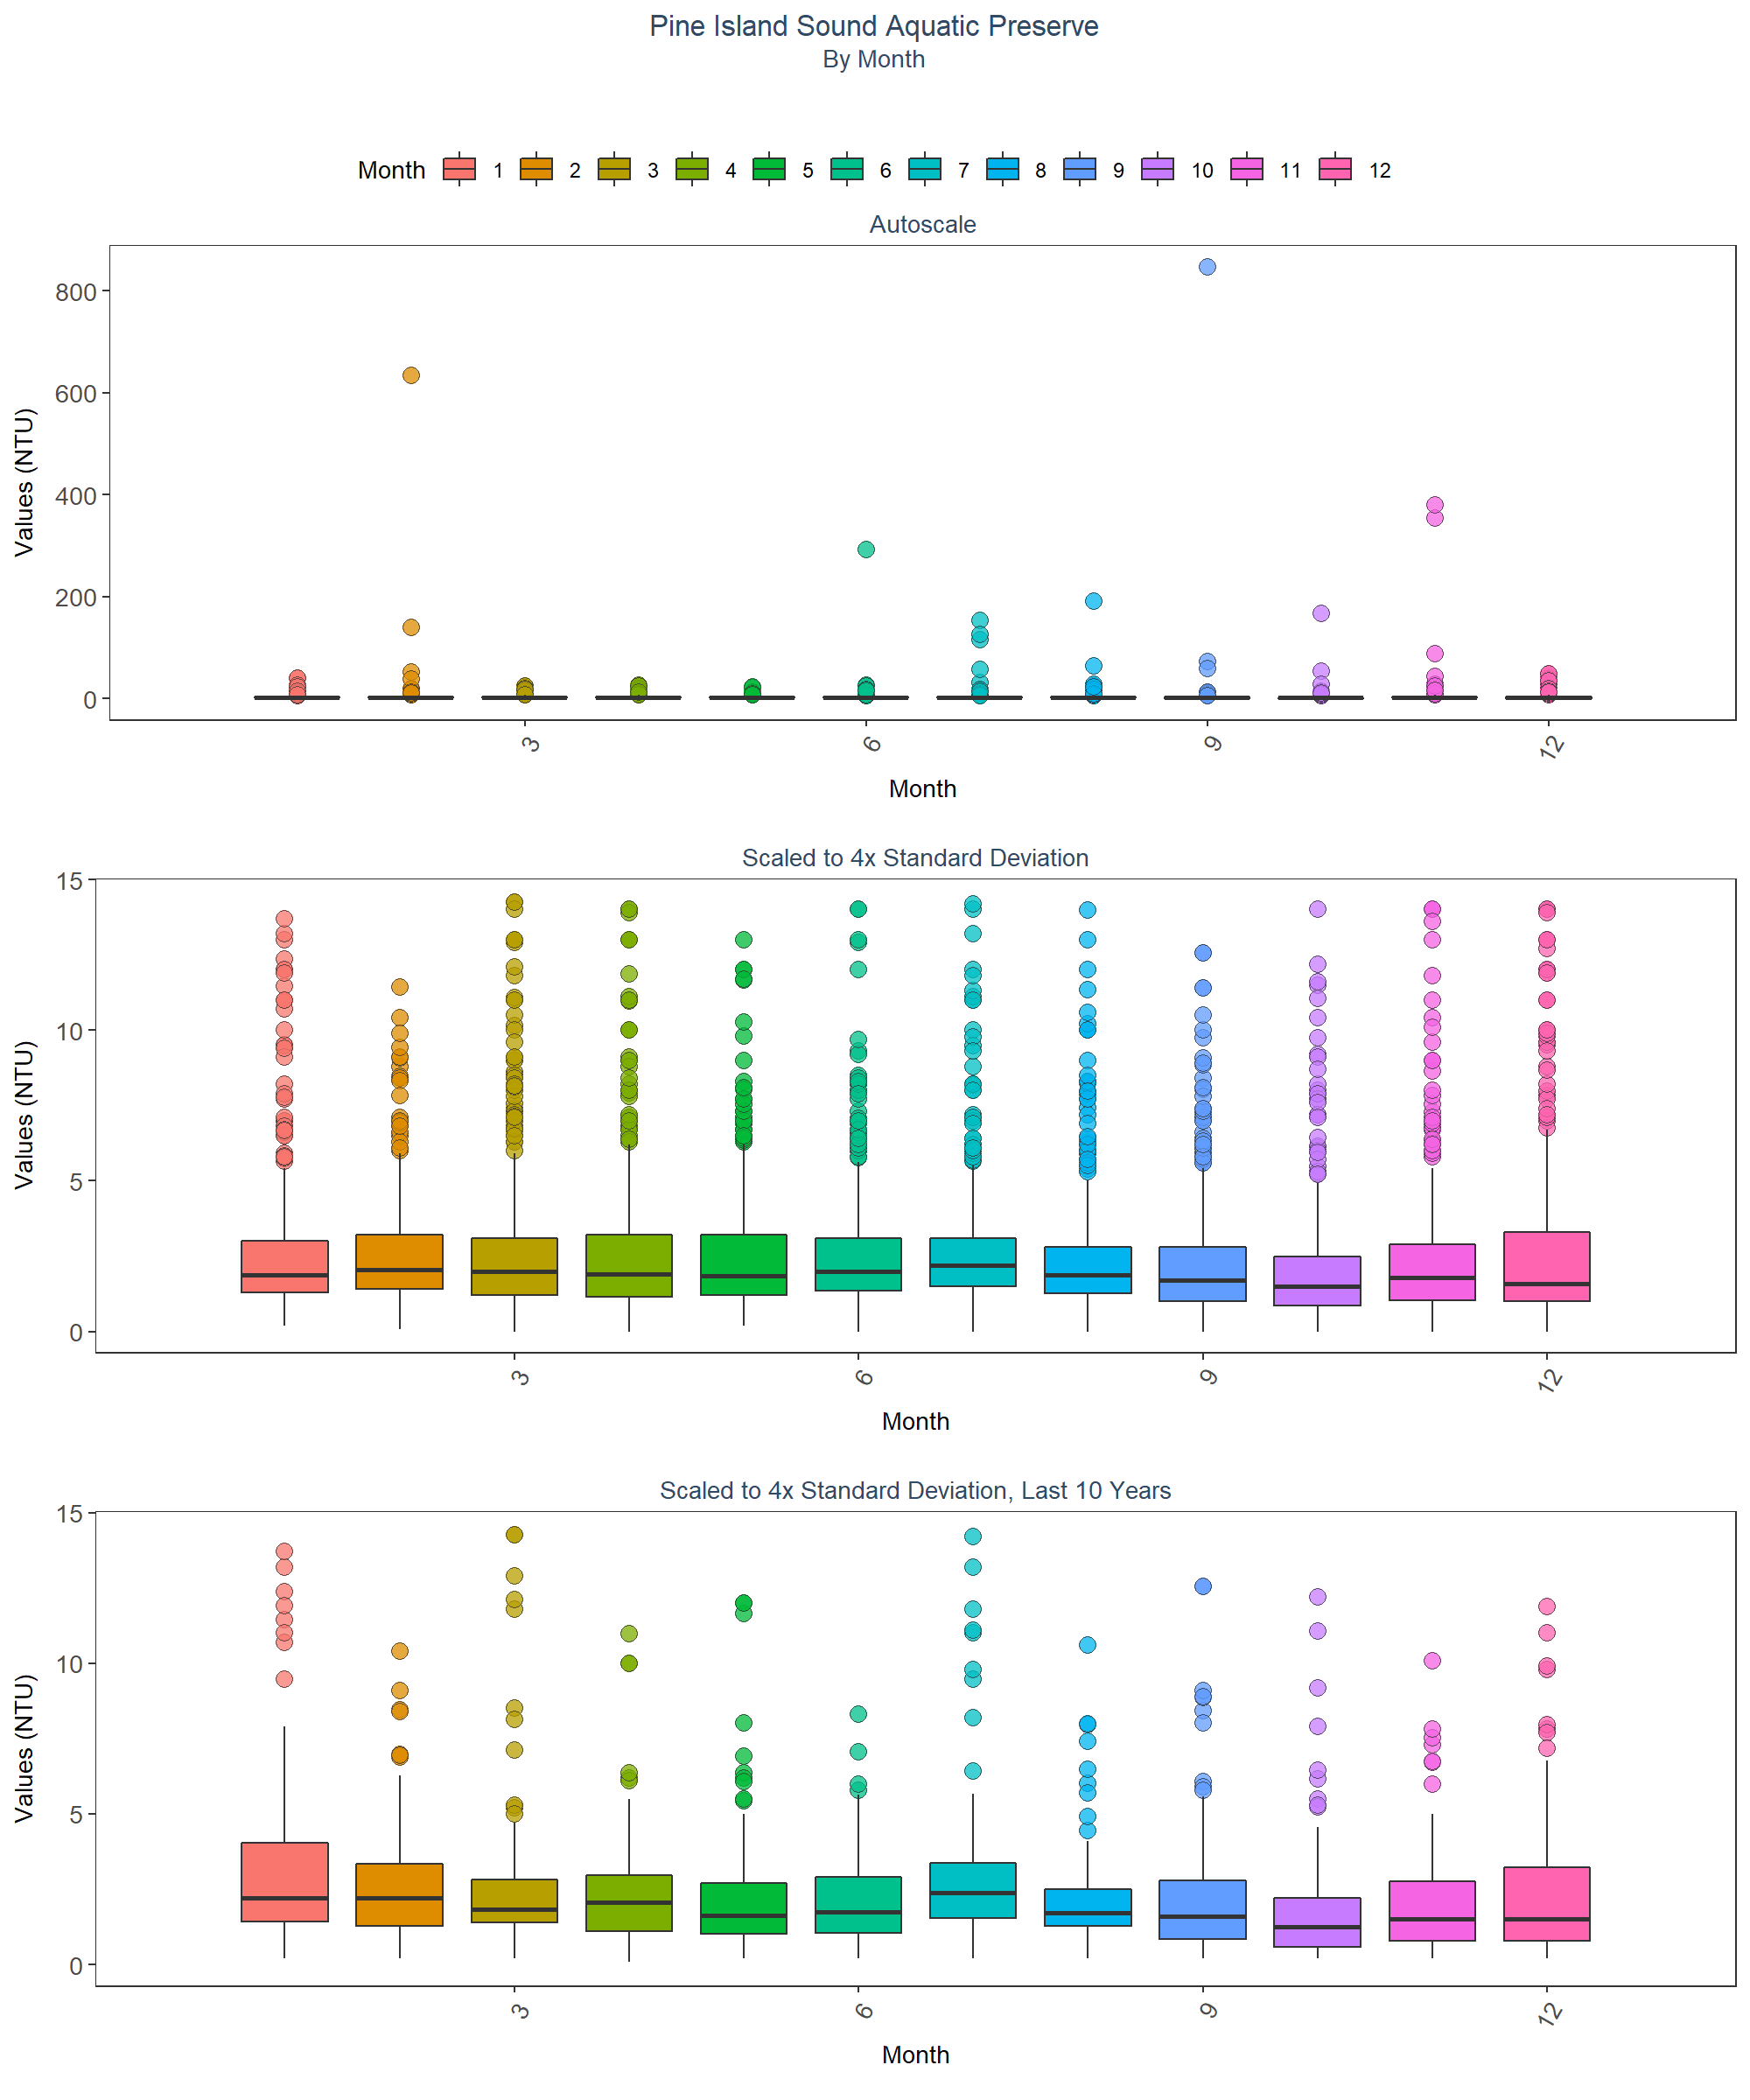 Pine Island Sound Aquatic Preserve
By Month
Month 1 2 3 4 5 6 7 8 9 10 11 12
Autoscale
800
600
400
200
0
Values (NTU)
3 6 9 12
Month
Scaled to 4x Standard Deviation
15
10
5
0
Values (NTU)
3 6 9 12
Month
Scaled to 4x Standard Deviation, Last 10 Years
15
10
5
0
Values (NTU)
3 6 9 12
Month